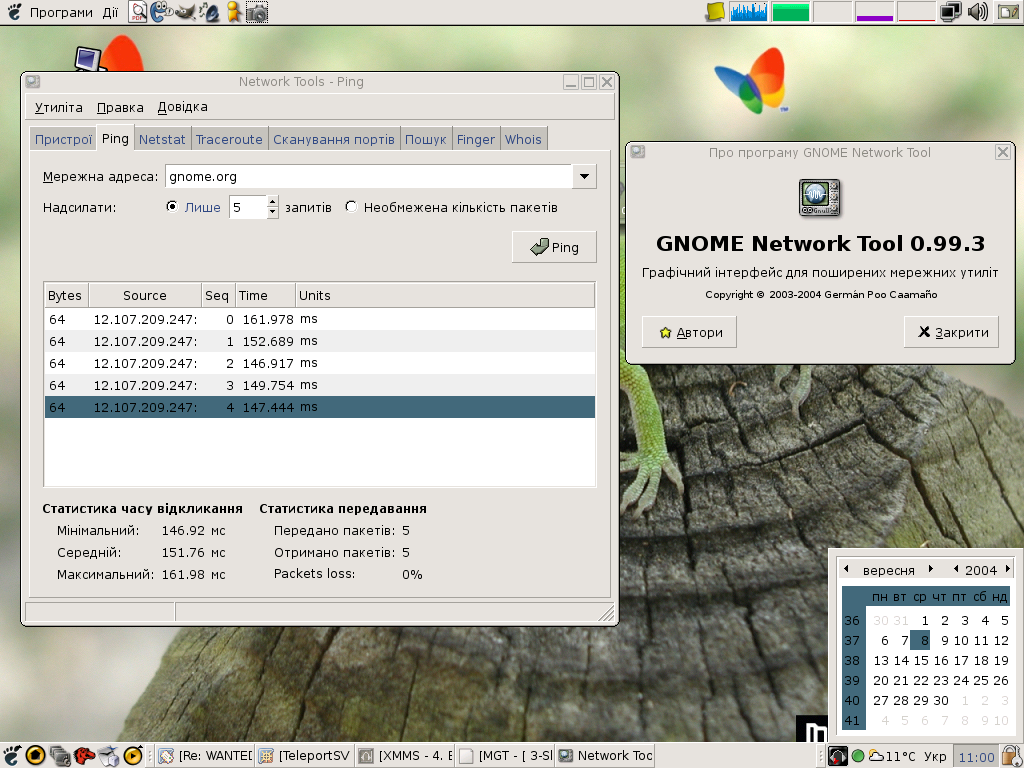 Програми Дії
Network Tools - Ping
Утиліта Правка Довідка
Пристрої Ping Netstat Traceroute Сканування портів Пошук Finger Whois
Мережна адреса: gnome.org
Надсилати: Лише 5 запитів Необмежена кількість пакетів
Ping
Bytes Source Seq Time Units
64 12.107.209.247: 0 161.978 ms
64 12.107.209.247: 1 152.689 ms
64 12.107.209.247: 2 146.917 ms
64 12.107.209.247: 3 149.754 ms
64 12.107.209.247: 4 147.444 ms
Статистика часу відкликання Статистика передавання
Мінімальний: 146.92 мс Передано пакетів: 5
Середній: 151.76 мс Отримано пакетів: 5
Максимальний: 161.98 мс Packets loss: 0%
Про програму GNOME Network Tool
GNOME Network Tool 0.99.3
Графічний інтерфейс для поширених мережних утиліт
Copyright © 2003-2004 Germán Poo Caamaño
Автори Закрити
вересня 2004
пн вт ср чт пт сб нд
36 30 31 1 2 3 4 5
37 6 7 8 9 10 11 12
38 13 14 15 16 17 18 19
39 20 21 22 23 24 25 26
40 27 28 29 30 1 2 3
41 4 5 6 7 8 9 10
[Re: WANTED [TeleportSV [XMMS - 4. [MGT - [ 3-Sl Network Toc 11°C Укр 11:00